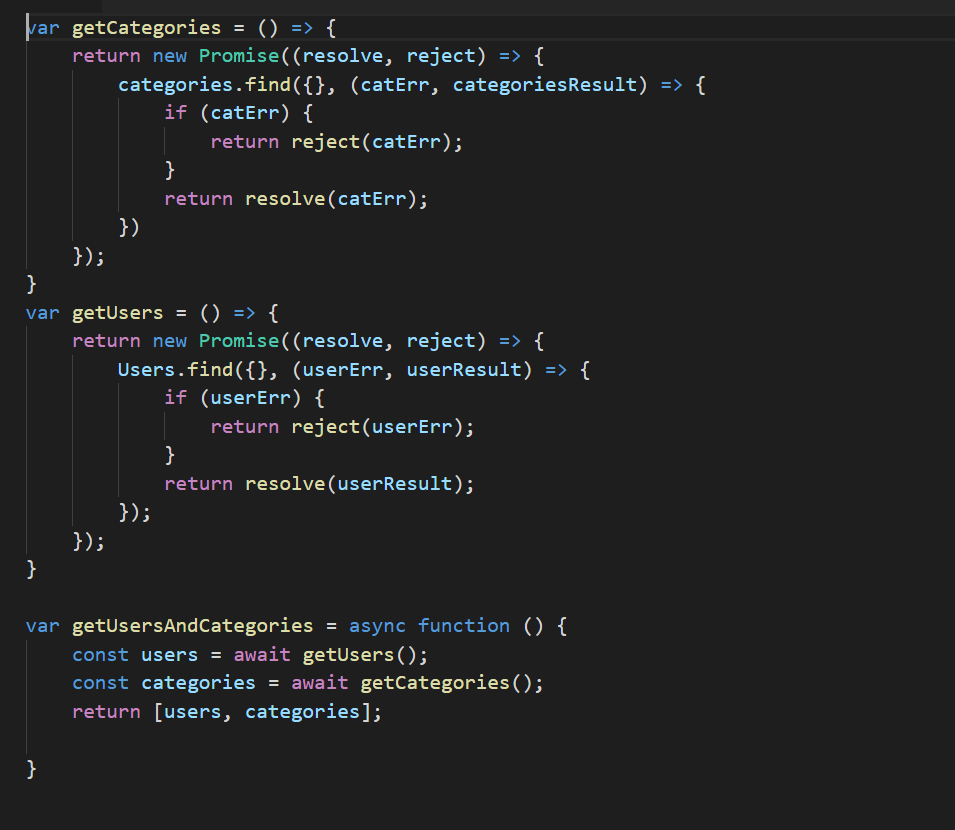 var getCategories = () => {
    return new Promise((resolve, reject) => {
        categories.find({}, (catErr, categoriesResult) => {
            if (catErr) {
                return reject(catErr);
            }
            return resolve(catErr);
        })
    });
}
var getUsers = () => {
    return new Promise((resolve, reject) => {
        Users.find({}, (userErr, userResult) => {
            if (userErr) {
                return reject(userErr);
            }
            return resolve(userResult);
        });
    });
}

var getUsersAndCategories = async function () {
    const users = await getUsers();
    const categories = await getCategories();
    return [users, categories];

}